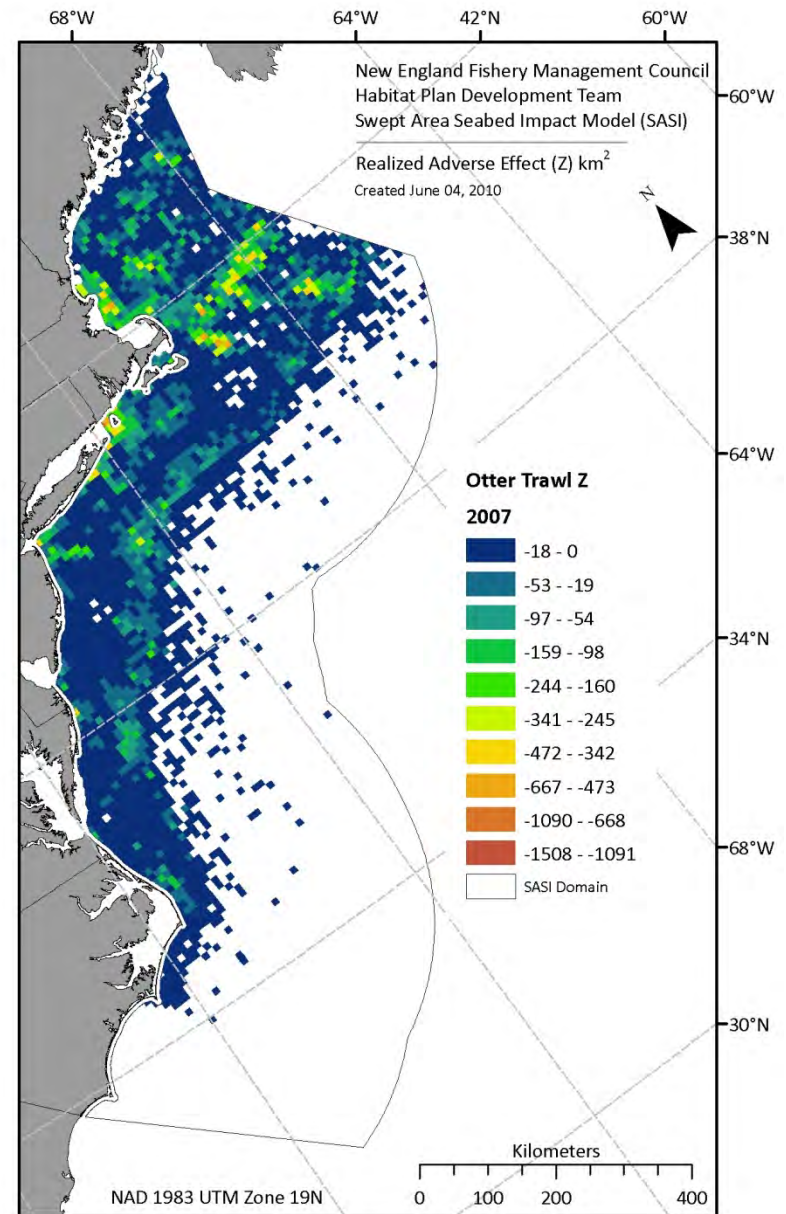 68°W 64°W 42°N 60°W
New England Fishery Management Council
Habitat Plan Development Team
Swept Area Seabed Impact Model (SASI)
Realized Adverse Effect (Z) km²
Created June 04, 2010
N
60°W
38°N
64°W
34°N
68°W
30°N
Otter Trawl Z
2007
-18 - 0
-53 - -19
-97 - -54
-159 - -98
-244 - -160
-341 - -245
-472 - -342
-667 - -473
-1090 - -668
-1508 - -1091
SASI Domain
Kilometers
0 100 200 400
NAD 1983 UTM Zone 19N